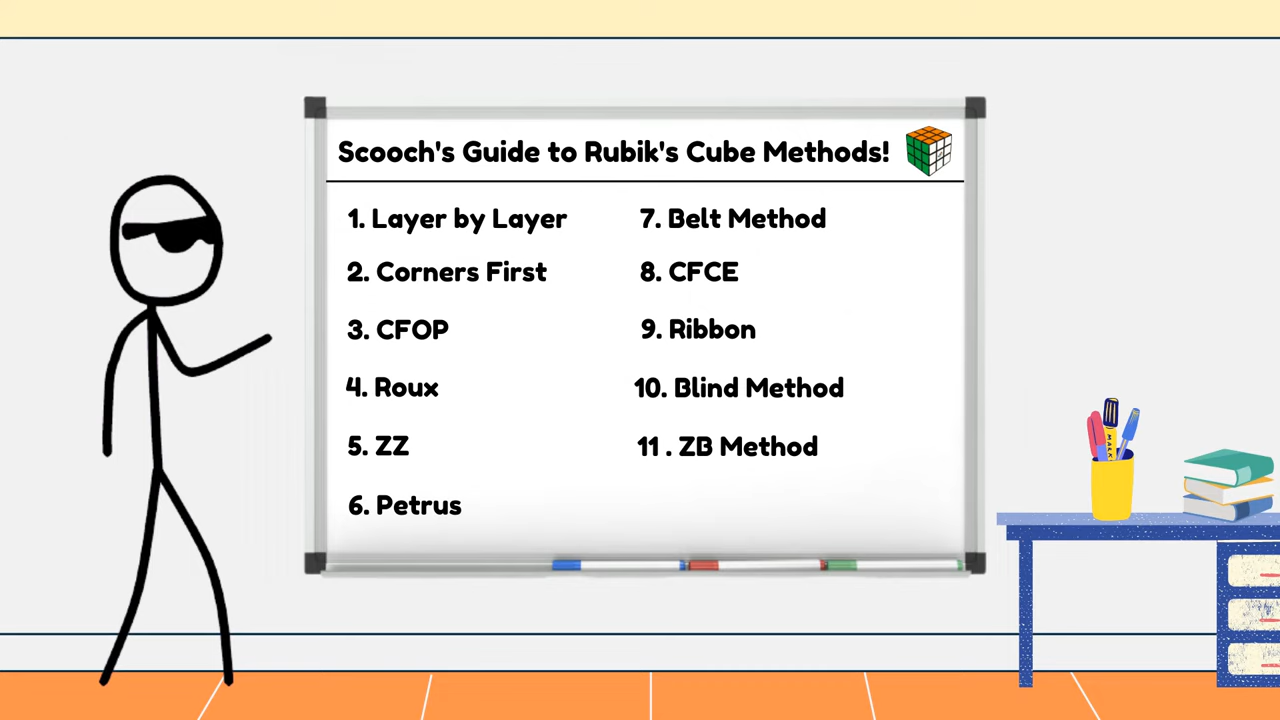 Scooch's Guide to Rubik's Cube Methods!
1. Layer by Layer
2. Corners First
3. CFOP
4. Roux
5. ZZ
6. Petrus
7. Belt Method
8. CFCE
9. Ribbon
10. Blind Method
11 . ZB Method